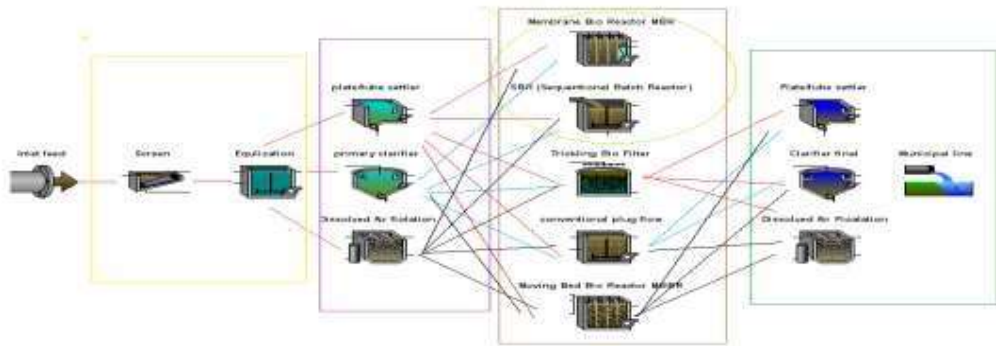 Membrane Bio Reactor MBR
plate/tube settler
SBR (Sequentional Batch Reactor)
Plate/tube settler
Inlet feed
Screen
Equlization
primary clarifier
Trickling Bio Filter
Clarifier final
Municipal line
Dissolved Air flotation
conventional plug flow
Dissolved Air Floatation
Moving Bed Bio Reactor MBBR